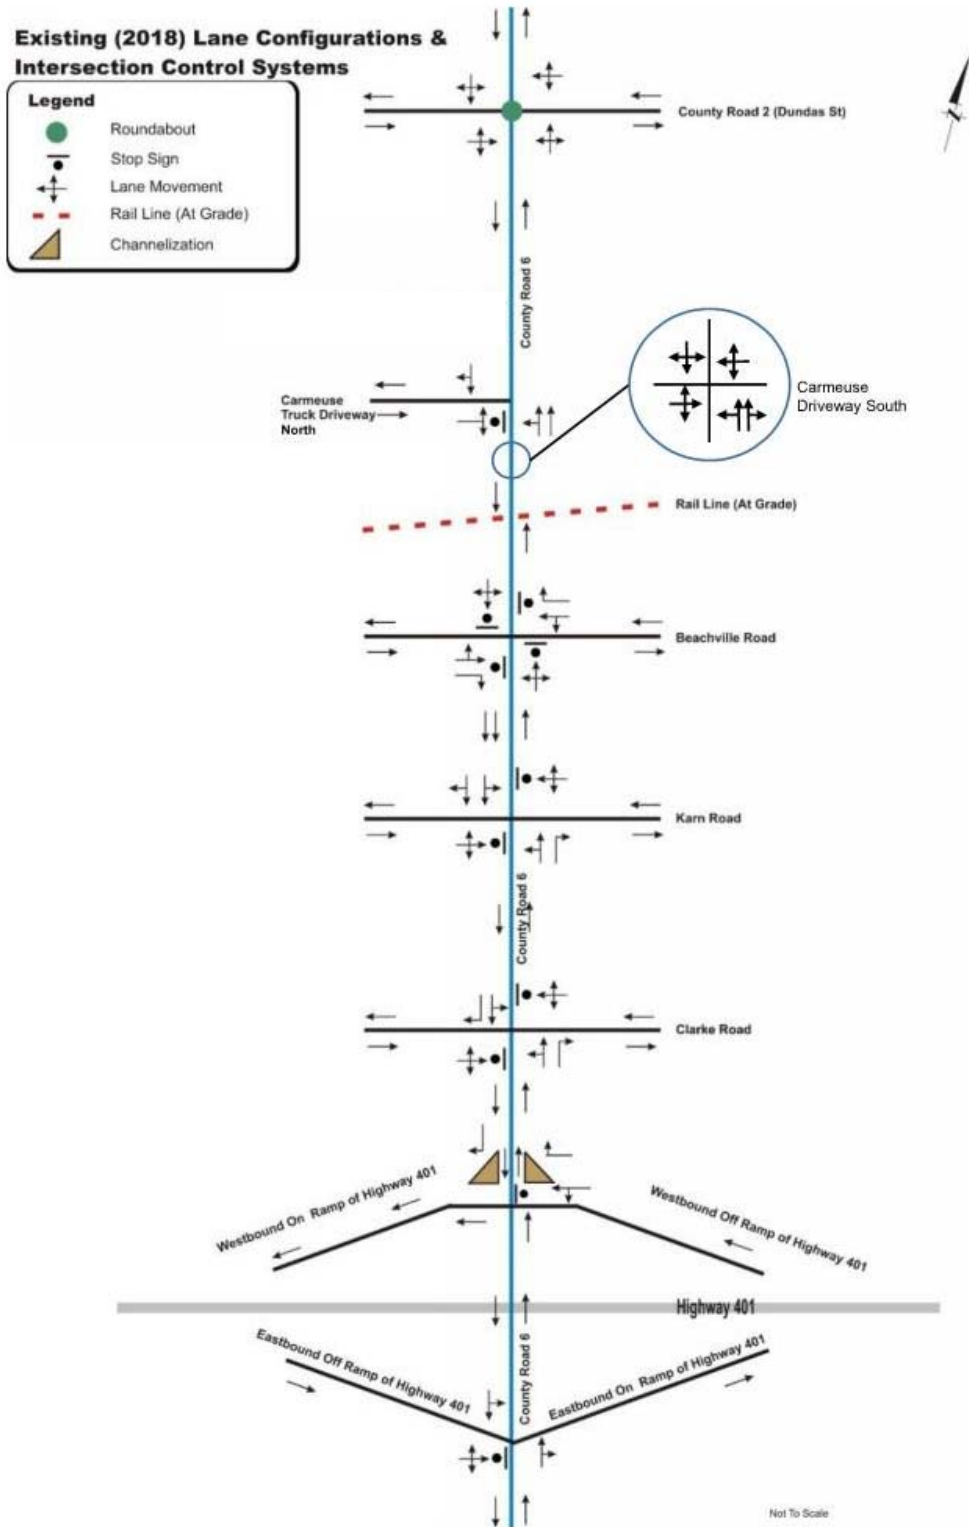 Existing (2018) Lane Configurations &
Intersection Control Systems
Legend
Roundabout
Stop Sign
Lane Movement
Rail Line (At Grade)
Channelization
County Road 2 (Dundas St)
N
County Road 6
Carmeuse
Truck Driveway
North
Carmeuse
Driveway South
Rail Line (At Grade)
Beachville Road
Karn Road
County Road 6
Clarke Road
Westbound On Ramp of Highway 401
Westbound Off Ramp of Highway 401
Highway 401
Eastbound Off Ramp of Highway 401
County Road 6
Eastbound On Ramp of Highway 401
Not To Scale